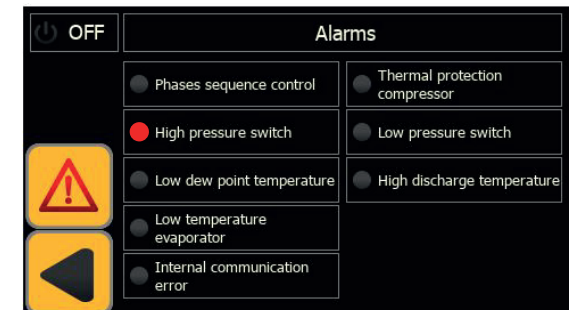 OFF
Alarms
Phases sequence control
Thermal protection
compressor
High pressure switch
Low pressure switch
Low dew point temperature
High discharge temperature
Low temperature
evaporator
Internal communication
error